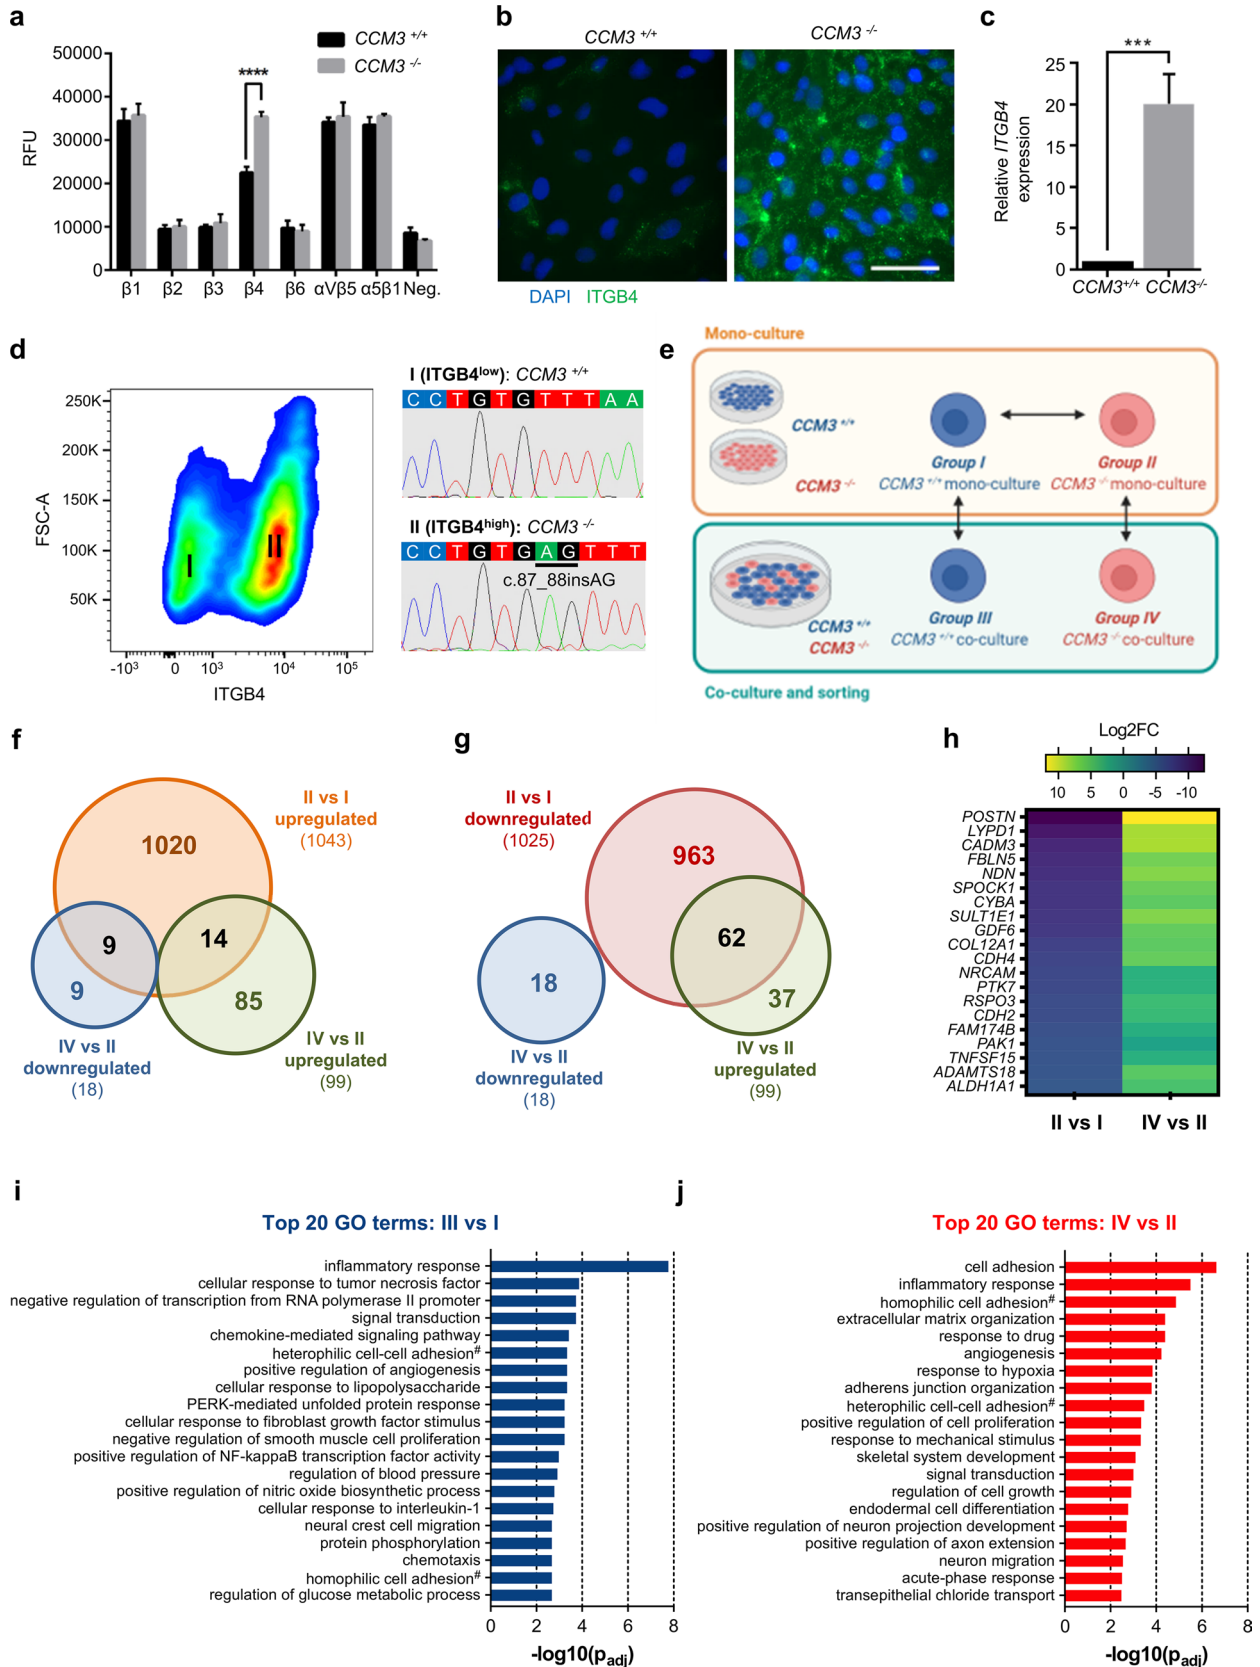 a
CCM3 +/+
CCM3 -/-
50000
40000
30000
20000
10000
0
RFU
****
β1 β2 β3 β4 β6 αVβ5 α5β1 Neg.
b
CCM3 +/+
CCM3 -/-
DAPI ITGB4
c
***
25
20
15
10
5
0
Relative ITGB4
expression
CCM3+/+ CCM3-/-
d
250K
200K
150K
100K
50K
FSC-A
I
II
-10³ 0 10³ 10⁴ 10⁵
ITGB4
I (ITGB4low): CCM3 +/+
C C T G T G T T T A A
II (ITGB4high): CCM3 -/-
C C T G T G A G T T T
c.87_88insAG
e
Mono-culture
CCM3 +/+
CCM3 -/-
Group I
CCM3 +/+ mono-culture
Group II
CCM3 -/- mono-culture
CCM3 +/+
CCM3 -/-
Group III
CCM3 +/+ co-culture
Group IV
CCM3 -/- co-culture
Co-culture and sorting
f
II vs I
upregulated
(1043)
1020
9
14
9
85
IV vs II
downregulated
(18)
IV vs II
upregulated
(99)
g
II vs I
downregulated
(1025)
963
62
18
37
IV vs II
downregulated
(18)
IV vs II
upregulated
(99)
h
Log2FC
10 5 0 -5 -10
POSTN
LYPD1
CADM3
FBLN5
NDN
SPOCK1
CYBA
SULT1E1
GDF6
COL12A1
CDH4
NRCAM
PTK7
RSPO3
CDH2
FAM174B
PAK1
TNFSF15
ADAMTS18
ALDH1A1
II vs I IV vs II
i
Top 20 GO terms: III vs I
inflammatory response
cellular response to tumor necrosis factor
negative regulation of transcription from RNA polymerase II promoter
signal transduction
chemokine-mediated signaling pathway
heterophilic cell-cell adhesion#
positive regulation of angiogenesis
cellular response to lipopolysaccharide
PERK-mediated unfolded protein response
cellular response to fibroblast growth factor stimulus
negative regulation of smooth muscle cell proliferation
positive regulation of NF-kappaB transcription factor activity
regulation of blood pressure
positive regulation of nitric oxide biosynthetic process
cellular response to interleukin-1
neural crest cell migration
protein phosphorylation
chemotaxis
homophilic cell adhesion#
regulation of glucose metabolic process
0 2 4 6 8
-log10(padj)
j
Top 20 GO terms: IV vs II
cell adhesion
inflammatory response
homophilic cell adhesion#
extracellular matrix organization
response to drug
angiogenesis
response to hypoxia
adherens junction organization
heterophilic cell-cell adhesion#
positive regulation of cell proliferation
response to mechanical stimulus
skeletal system development
signal transduction
regulation of cell growth
endodermal cell differentiation
positive regulation of neuron projection development
positive regulation of axon extension
neuron migration
acute-phase response
transepithelial chloride transport
0 2 4 6 8
-log10(padj)